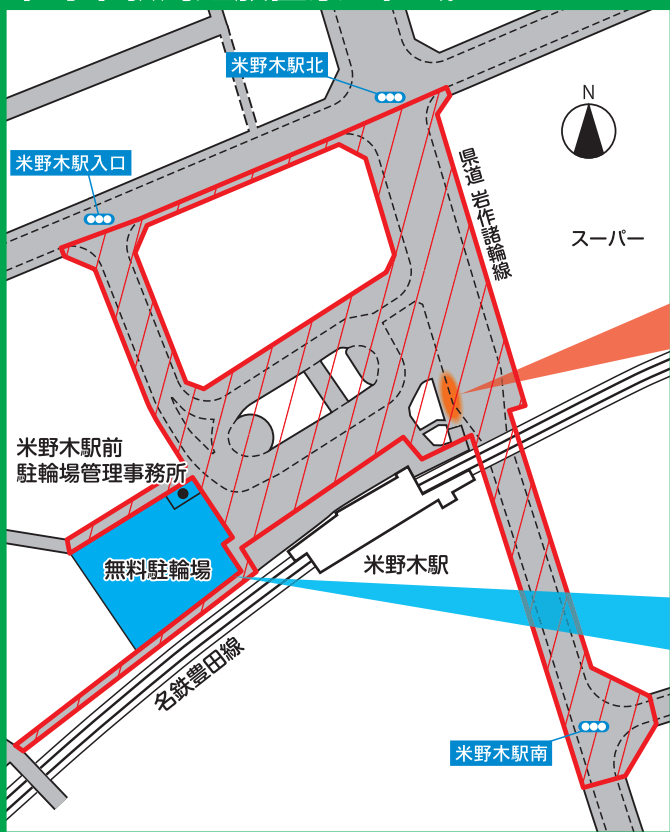 米野木駅北
N
米野木駅入口
県道 岩作諸輪線
スーパー
米野木駅前
駐輪場管理事務所
無料駐輪場
米野木駅
名鉄豊田線
米野木駅南